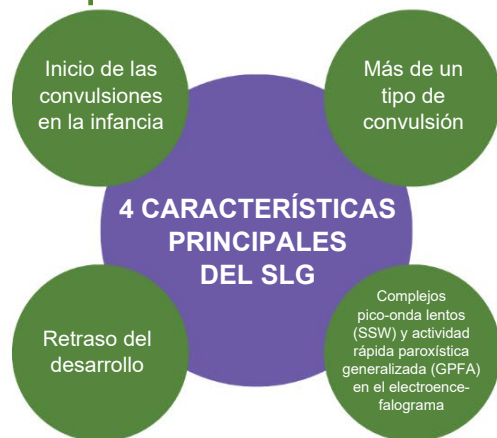 Inicio de las
convulsiones
en la infancia
Más de un
tipo de
convulsión
4 CARACTERÍSTICAS
PRINCIPALES
DEL SLG
Retraso del
desarrollo
Complejos
pico-onda lentos
(SSW) y actividad
rápida paroxística
generalizada (GPFA)
en el electroence-
falograma